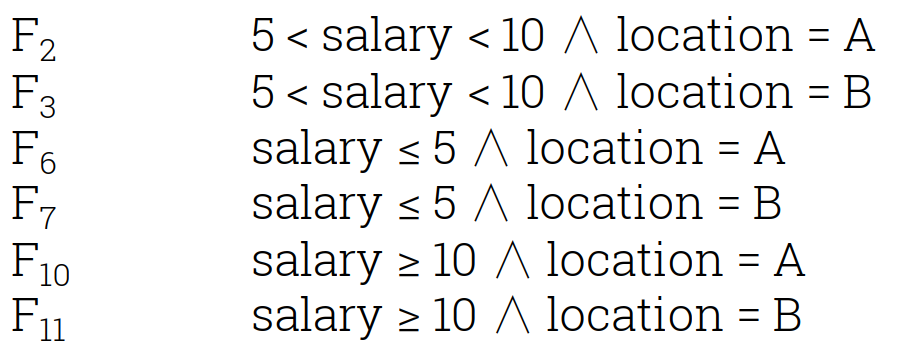 F₂ 5 < salary < 10 ∧ location = A
F₃ 5 < salary < 10 ∧ location = B
F₆ salary ≤ 5 ∧ location = A
F₇ salary ≤ 5 ∧ location = B
F₁₀ salary ≥ 10 ∧ location = A
F₁₁ salary ≥ 10 ∧ location = B